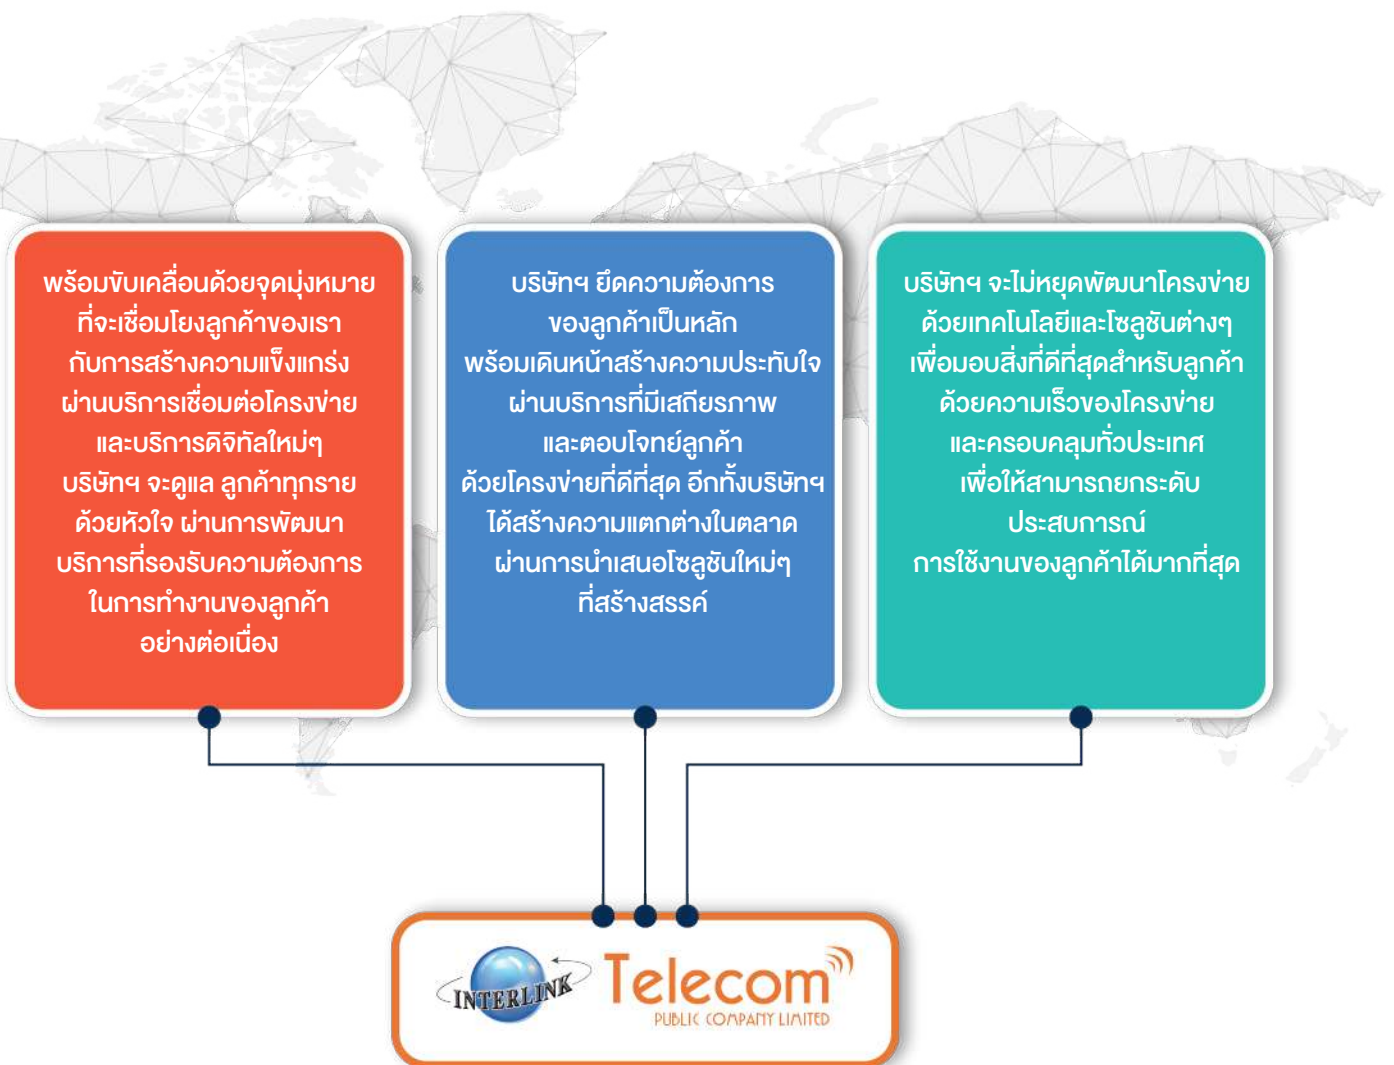 พร้อมขับเคลื่อนด้วยจุดมุ่งหมาย
ที่จะเชื่อมโยงลูกค้าของเรา
กับการสร้างความแข็งแกร่ง
ผ่านบริการเชื่อมต่อโครงข่าย
และบริการดิจิทัลใหม่ๆ
บริษัทฯ จะดูแล ลูกค้าทุกราย
ด้วยหัวใจ ผ่านการพัฒนา
บริการที่รองรับความต้องการ
ในการทำงานของลูกค้า
อย่างต่อเนื่อง
บริษัทฯ ยึดความต้องการ
ของลูกค้าเป็นหลัก
พร้อมเดินหน้าสร้างความประทับใจ
ผ่านบริการที่มีเสถียรภาพ
และตอบโจทย์ลูกค้า
ด้วยโครงข่ายที่ดีที่สุด อีกทั้งบริษัทฯ
ได้สร้างความแตกต่างในตลาด
ผ่านการนำเสนอโซลูชันใหม่ๆ
ที่สร้างสรรค์
บริษัทฯ จะไม่หยุดพัฒนาโครงข่าย
ด้วยเทคโนโลยีและโซลูชันต่างๆ
เพื่อมอบสิ่งที่ดีที่สุดสำหรับลูกค้า
ด้วยความเร็วของโครงข่าย
และครอบคลุมทั่วประเทศ
เพื่อให้สามารถยกระดับ
ประสบการณ์
การใช้งานของลูกค้าได้มากที่สุด
INTERLINK
Telecom
PUBLIC COMPANY LIMITED